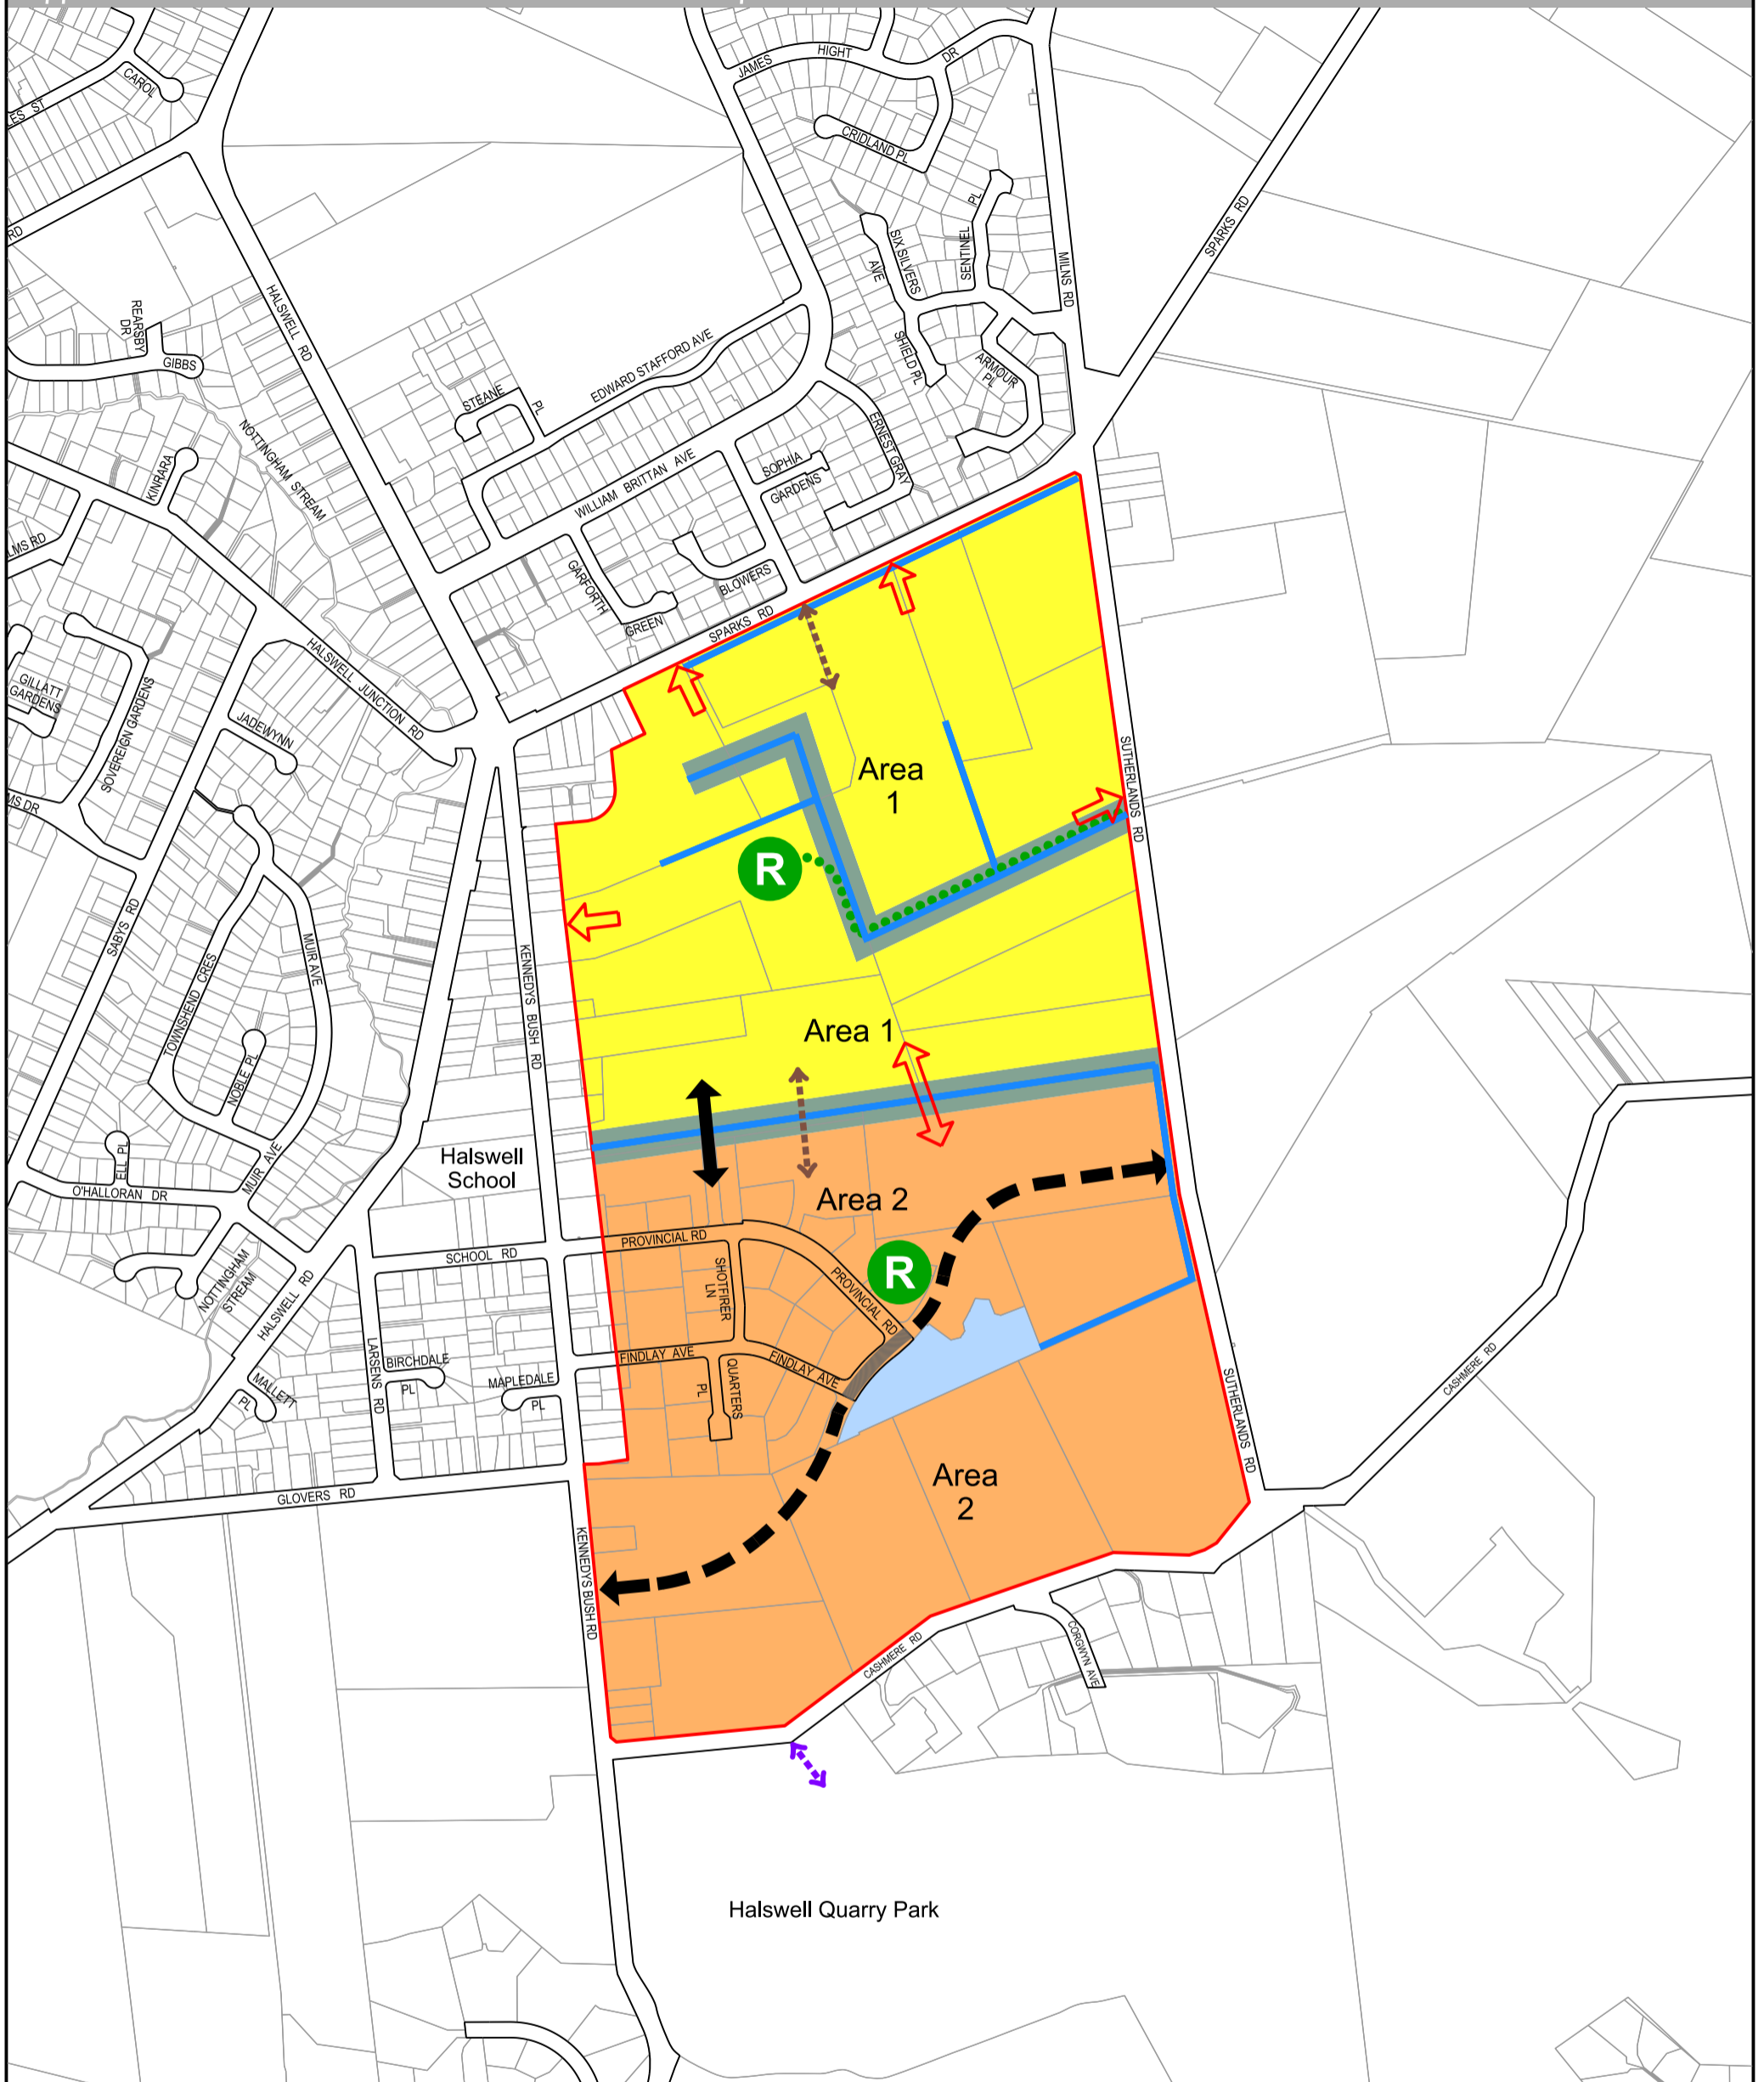 CAROL
ES ST
RD
JAMES
HIGHT
DR
CRIDLAND PL
SIX SILVERS
AVE
SENTINEL
PL
MILNS RD
SPARKS RD
HALSWELL RD
REARSBY
DR
GIBBS
STEANE
PL
EDWARD STAFFORD AVE
SHIELD PL
ARMOUR
PL
NOTTINGHAM STREAM
KINRARA
WILLIAM BRITTAN AVE
SOPHIA
GARDENS
ERNEST GRAY
LMS RD
GARFORTH
GREEN
BLOWERS
SPARKS RD
GILLATT
GARDENS
SOVEREIGN GARDENS
HALSWELL JUNCTION RD
JADEWYNN
MS DR
Area
1
SUTHERLANDS RD
R
SABYS RD
TOWNSHEND CRES
MUIR AVE
KENNEDYS BUSH RD
NOBLE PL
Area 1
ELL PL
MUIR AVE
Halswell
School
O'HALLORAN DR
Area 2
SCHOOL RD
PROVINCIAL RD
NOTTINGHAM
STREAM
HALSWELL RD
SHOTFIRER
LN
PROVINCIAL RD
R
LARSENS RD
BIRCHDALE
PL
MALLETT
PL
MAPLEDALE
PL
FINDLAY AVE
FINDLAY AVE
QUARTERS
PL
CASHMERE RD
SUTHERLANDS RD
Area
2
GLOVERS RD
KENNEDYS BUSH RD
CASHMERE RD
CORGWYN AVE
Halswell Quarry Park